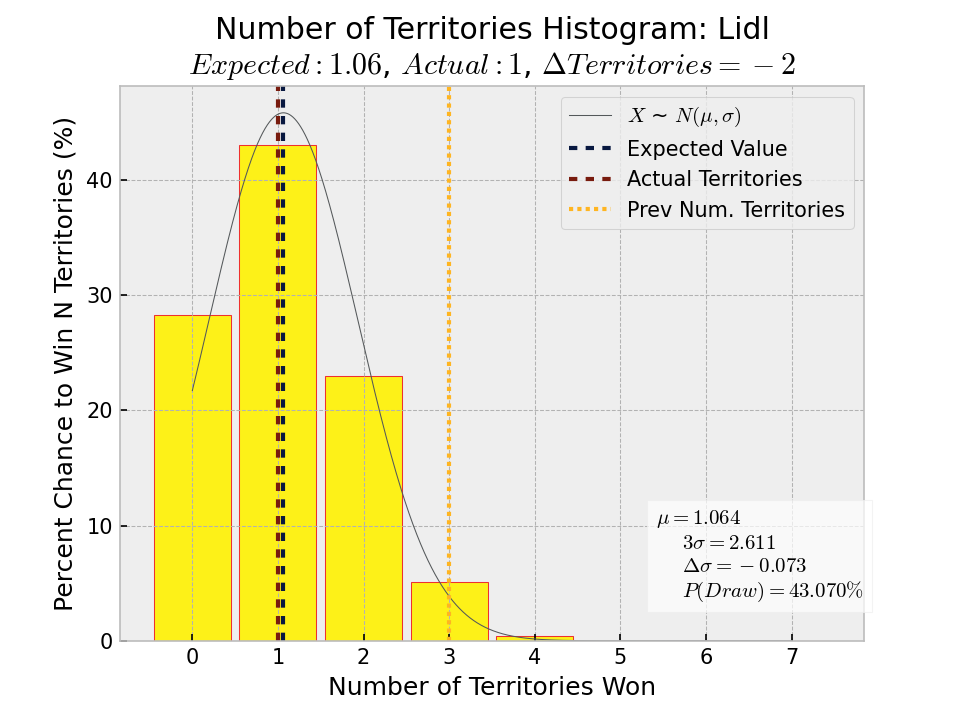 Number of Territories Histogram: Lidl
Expected : 1.06, Actual : 1, ΔTerritories = −2
Percent Chance to Win N Territories (%)
40
30
20
10
0
X ~ N(μ, σ)
Expected Value
Actual Territories
Prev Num. Territories
μ = 1.064
3σ = 2.611
Δσ = −0.073
P(Draw) = 43.070%
0 1 2 3 4 5 6 7
Number of Territories Won